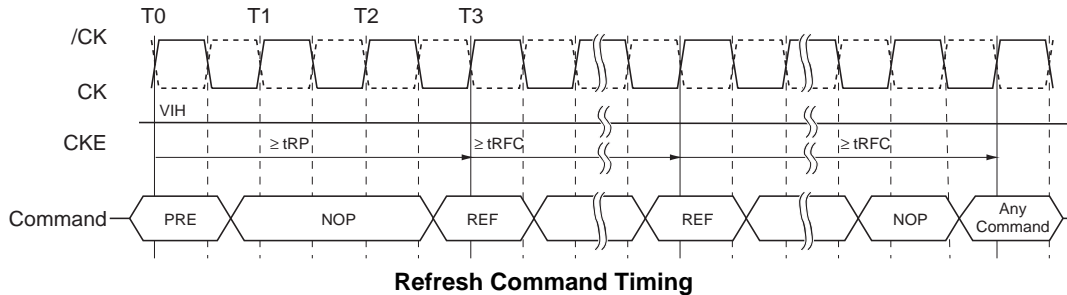 T0 T1 T2 T3
/CK
CK
VIH
CKE
≥ tRP ≥ tRFC ≥ tRFC
Command PRE NOP REF REF NOP Any Command
Refresh Command Timing